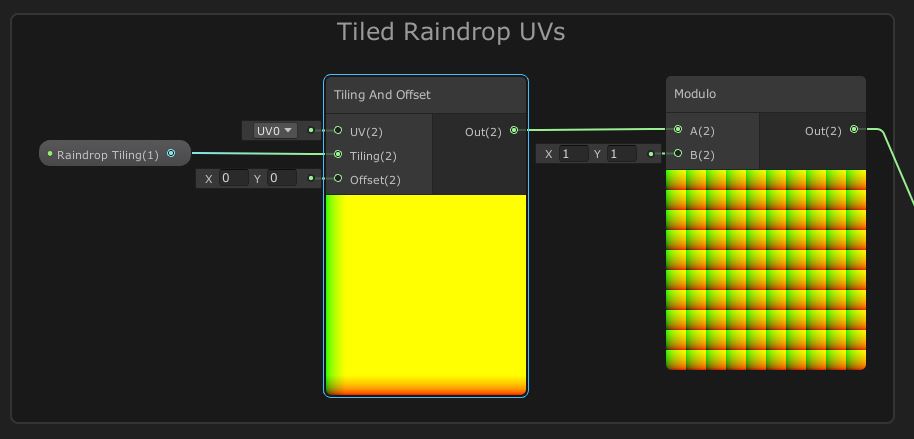 Tiled Raindrop UVs
Tiling And Offset
Modulo
UV0
UV(2)
Out(2)
A(2)
Out(2)
Raindrop Tiling(1)
Tiling(2)
X 1 Y 1
B(2)
X 0 Y 0
Offset(2)